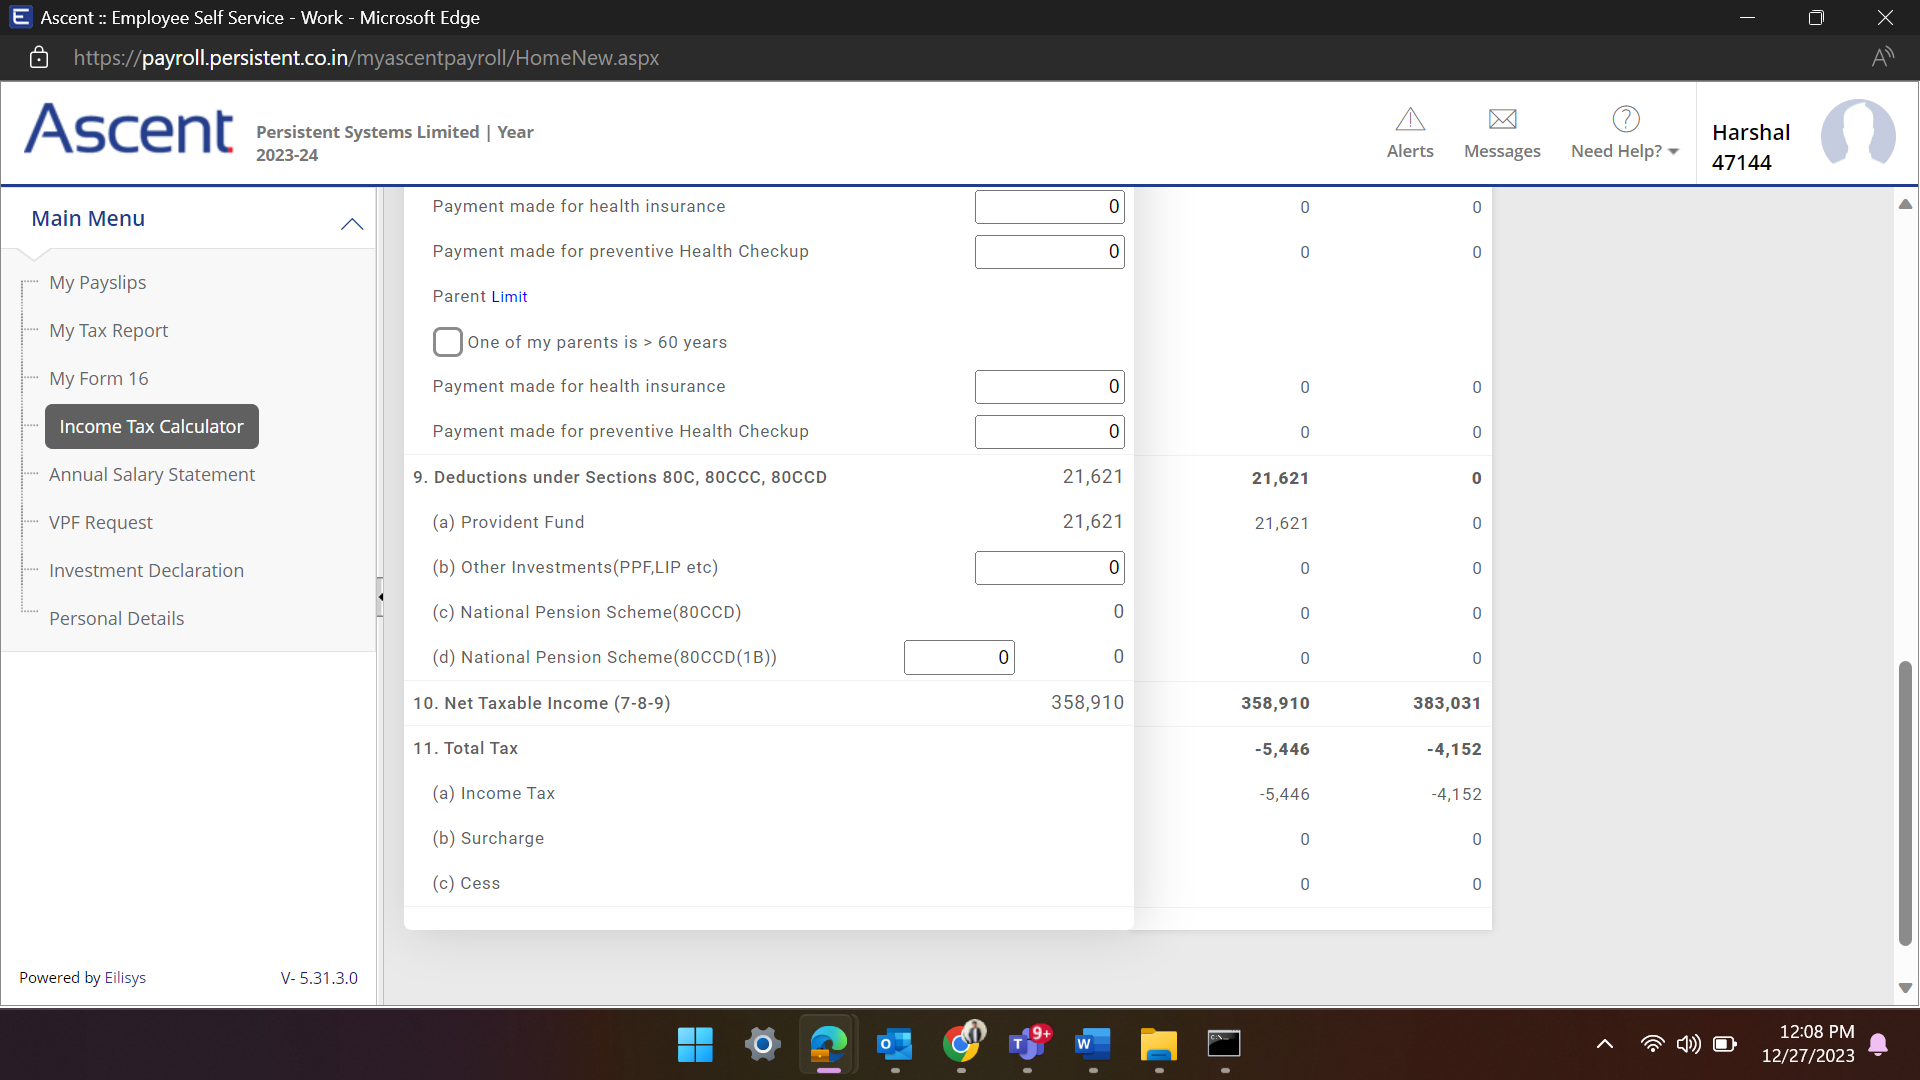 Ascent :: Employee Self Service - Work - Microsoft Edge
https://payroll.persistent.co.in/myascentpayroll/HomeNew.aspx
Ascent
Persistent Systems Limited | Year
2023-24
Alerts
Messages
Need Help?
Harshal
47144
Main Menu
My Payslips
My Tax Report
My Form 16
Income Tax Calculator
Annual Salary Statement
VPF Request
Investment Declaration
Personal Details
Powered by Eilisys V- 5.31.3.0
Payment made for health insurance 0 0 0
Payment made for preventive Health Checkup 0 0 0
Parent Limit
One of my parents is > 60 years
Payment made for health insurance 0 0 0
Payment made for preventive Health Checkup 0 0 0
9. Deductions under Sections 80C, 80CCC, 80CCD 21,621 21,621 0
(a) Provident Fund 21,621 21,621 0
(b) Other Investments(PPF,LIP etc) 0 0 0
(c) National Pension Scheme(80CCD) 0 0 0
(d) National Pension Scheme(80CCD(1B)) 0 0 0 0
10. Net Taxable Income (7-8-9) 358,910 358,910 383,031
11. Total Tax -5,446 -4,152
(a) Income Tax -5,446 -4,152
(b) Surcharge 0 0
(c) Cess 0 0
9+
12:08 PM
12/27/2023